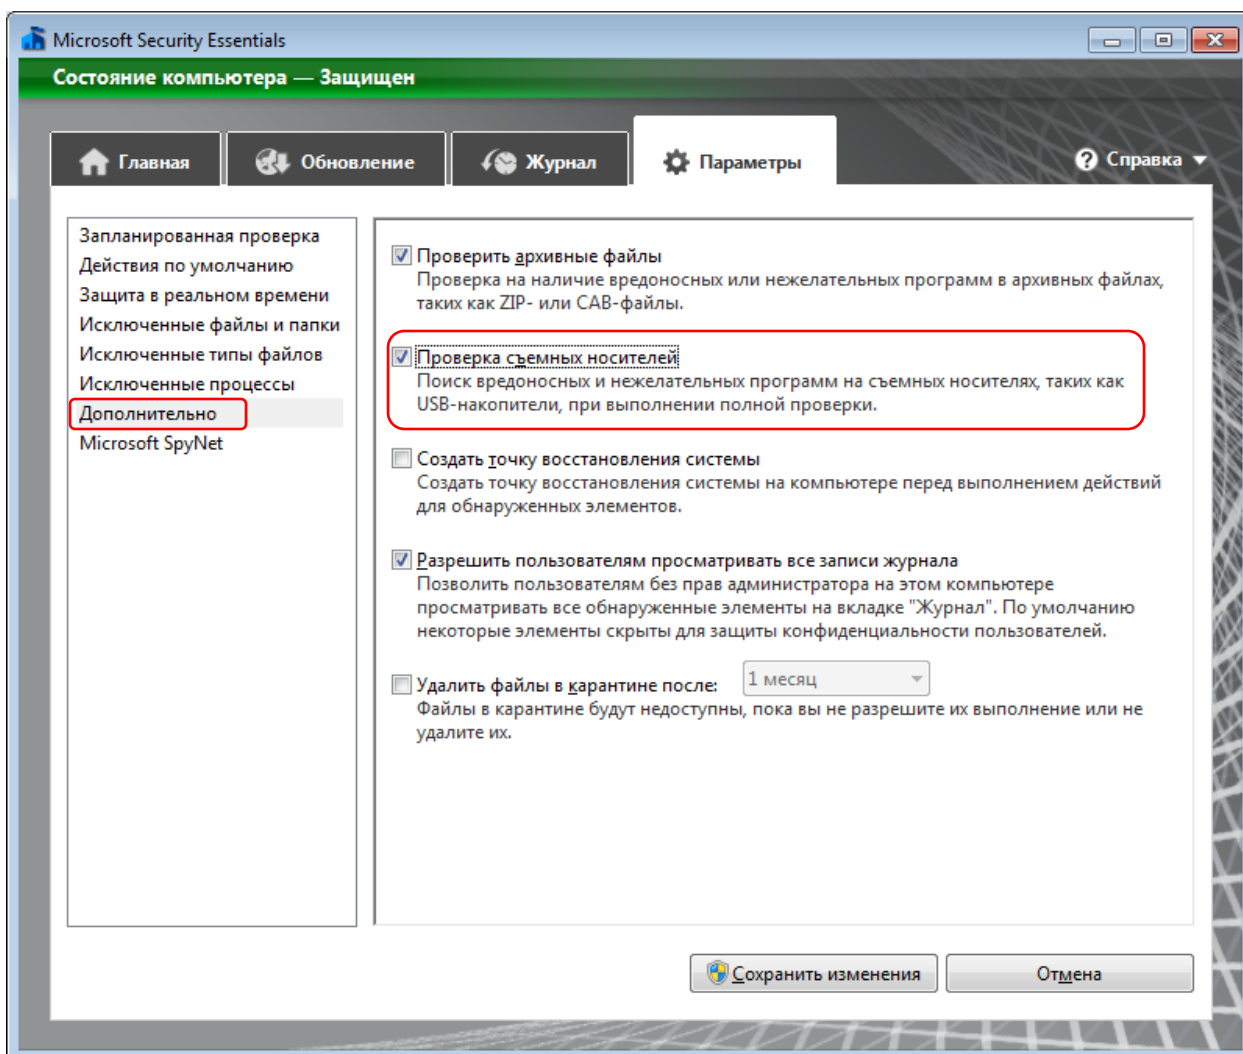 Microsoft Security Essentials
Состояние компьютера — Защищен
Главная
Обновление
Журнал
Параметры
Справка
Запланированная проверка
Действия по умолчанию
Защита в реальном времени
Исключенные файлы и папки
Исключенные типы файлов
Исключенные процессы
Дополнительно
Microsoft SpyNet
Проверить архивные файлы
Проверка на наличие вредоносных или нежелательных программ в архивных файлах,
таких как ZIP- или CAB-файлы.
Проверка съемных носителей
Поиск вредоносных и нежелательных программ на съемных носителях, таких как
USB-накопители, при выполнении полной проверки.
Создать точку восстановления системы
Создать точку восстановления системы на компьютере перед выполнением действий
для обнаруженных элементов.
Разрешить пользователям просматривать все записи журнала
Позволить пользователям без прав администратора на этом компьютере
просматривать все обнаруженные элементы на вкладке "Журнал". По умолчанию
некоторые элементы скрыты для защиты конфиденциальности пользователей.
Удалить файлы в карантине после: 1 месяц
Файлы в карантине будут недоступны, пока вы не разрешите их выполнение или не
удалите их.
Сохранить изменения
Отмена